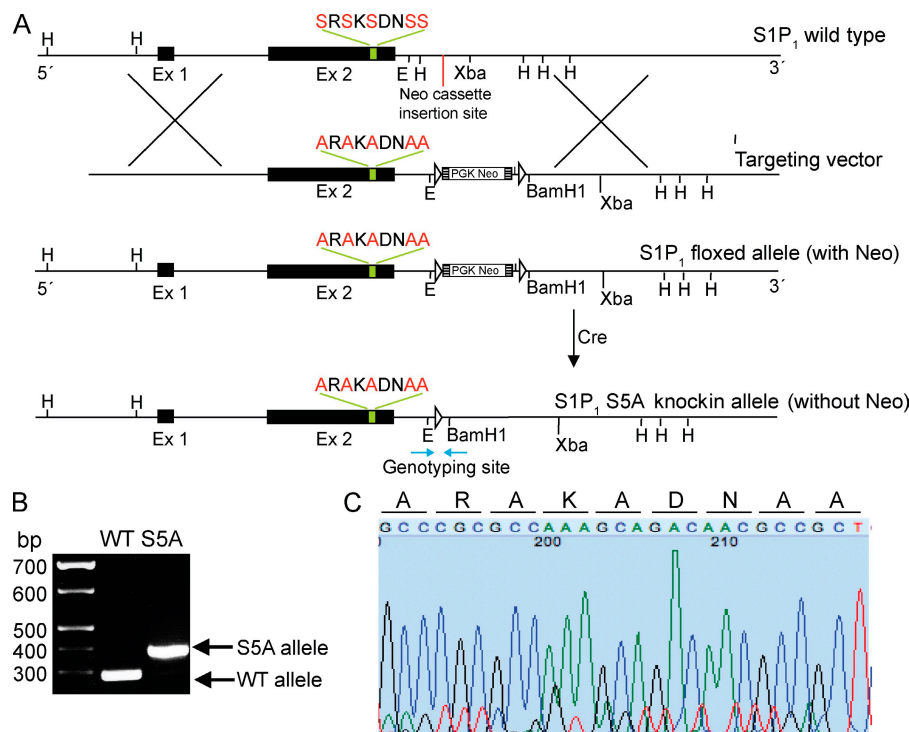 A
SRSKSDNSS
S1P1 wild type
H H
5´ Ex 1 Ex 2 E H Xba H H H 3´
Neo cassette
insertion site
ARAKADNAA
Targeting vector
PGK Neo
Ex 2 E BamH1 Xba H H H
ARAKADNAA
S1P1 floxed allele (with Neo)
H H
PGK Neo
5´ Ex 1 Ex 2 E BamH1 Xba H H H 3´
Cre
ARAKADNAA
S1P1 S5A knockin allele (without Neo)
H H
Ex 1 Ex 2 E BamH1 Xba H H H
Genotyping site
B
bp WT S5A
700
600
500
400
300
S5A allele
WT allele
C
A R A K A D N A A
GCCCGCGCCAAAGCAGACAACGCCGCT
200 210